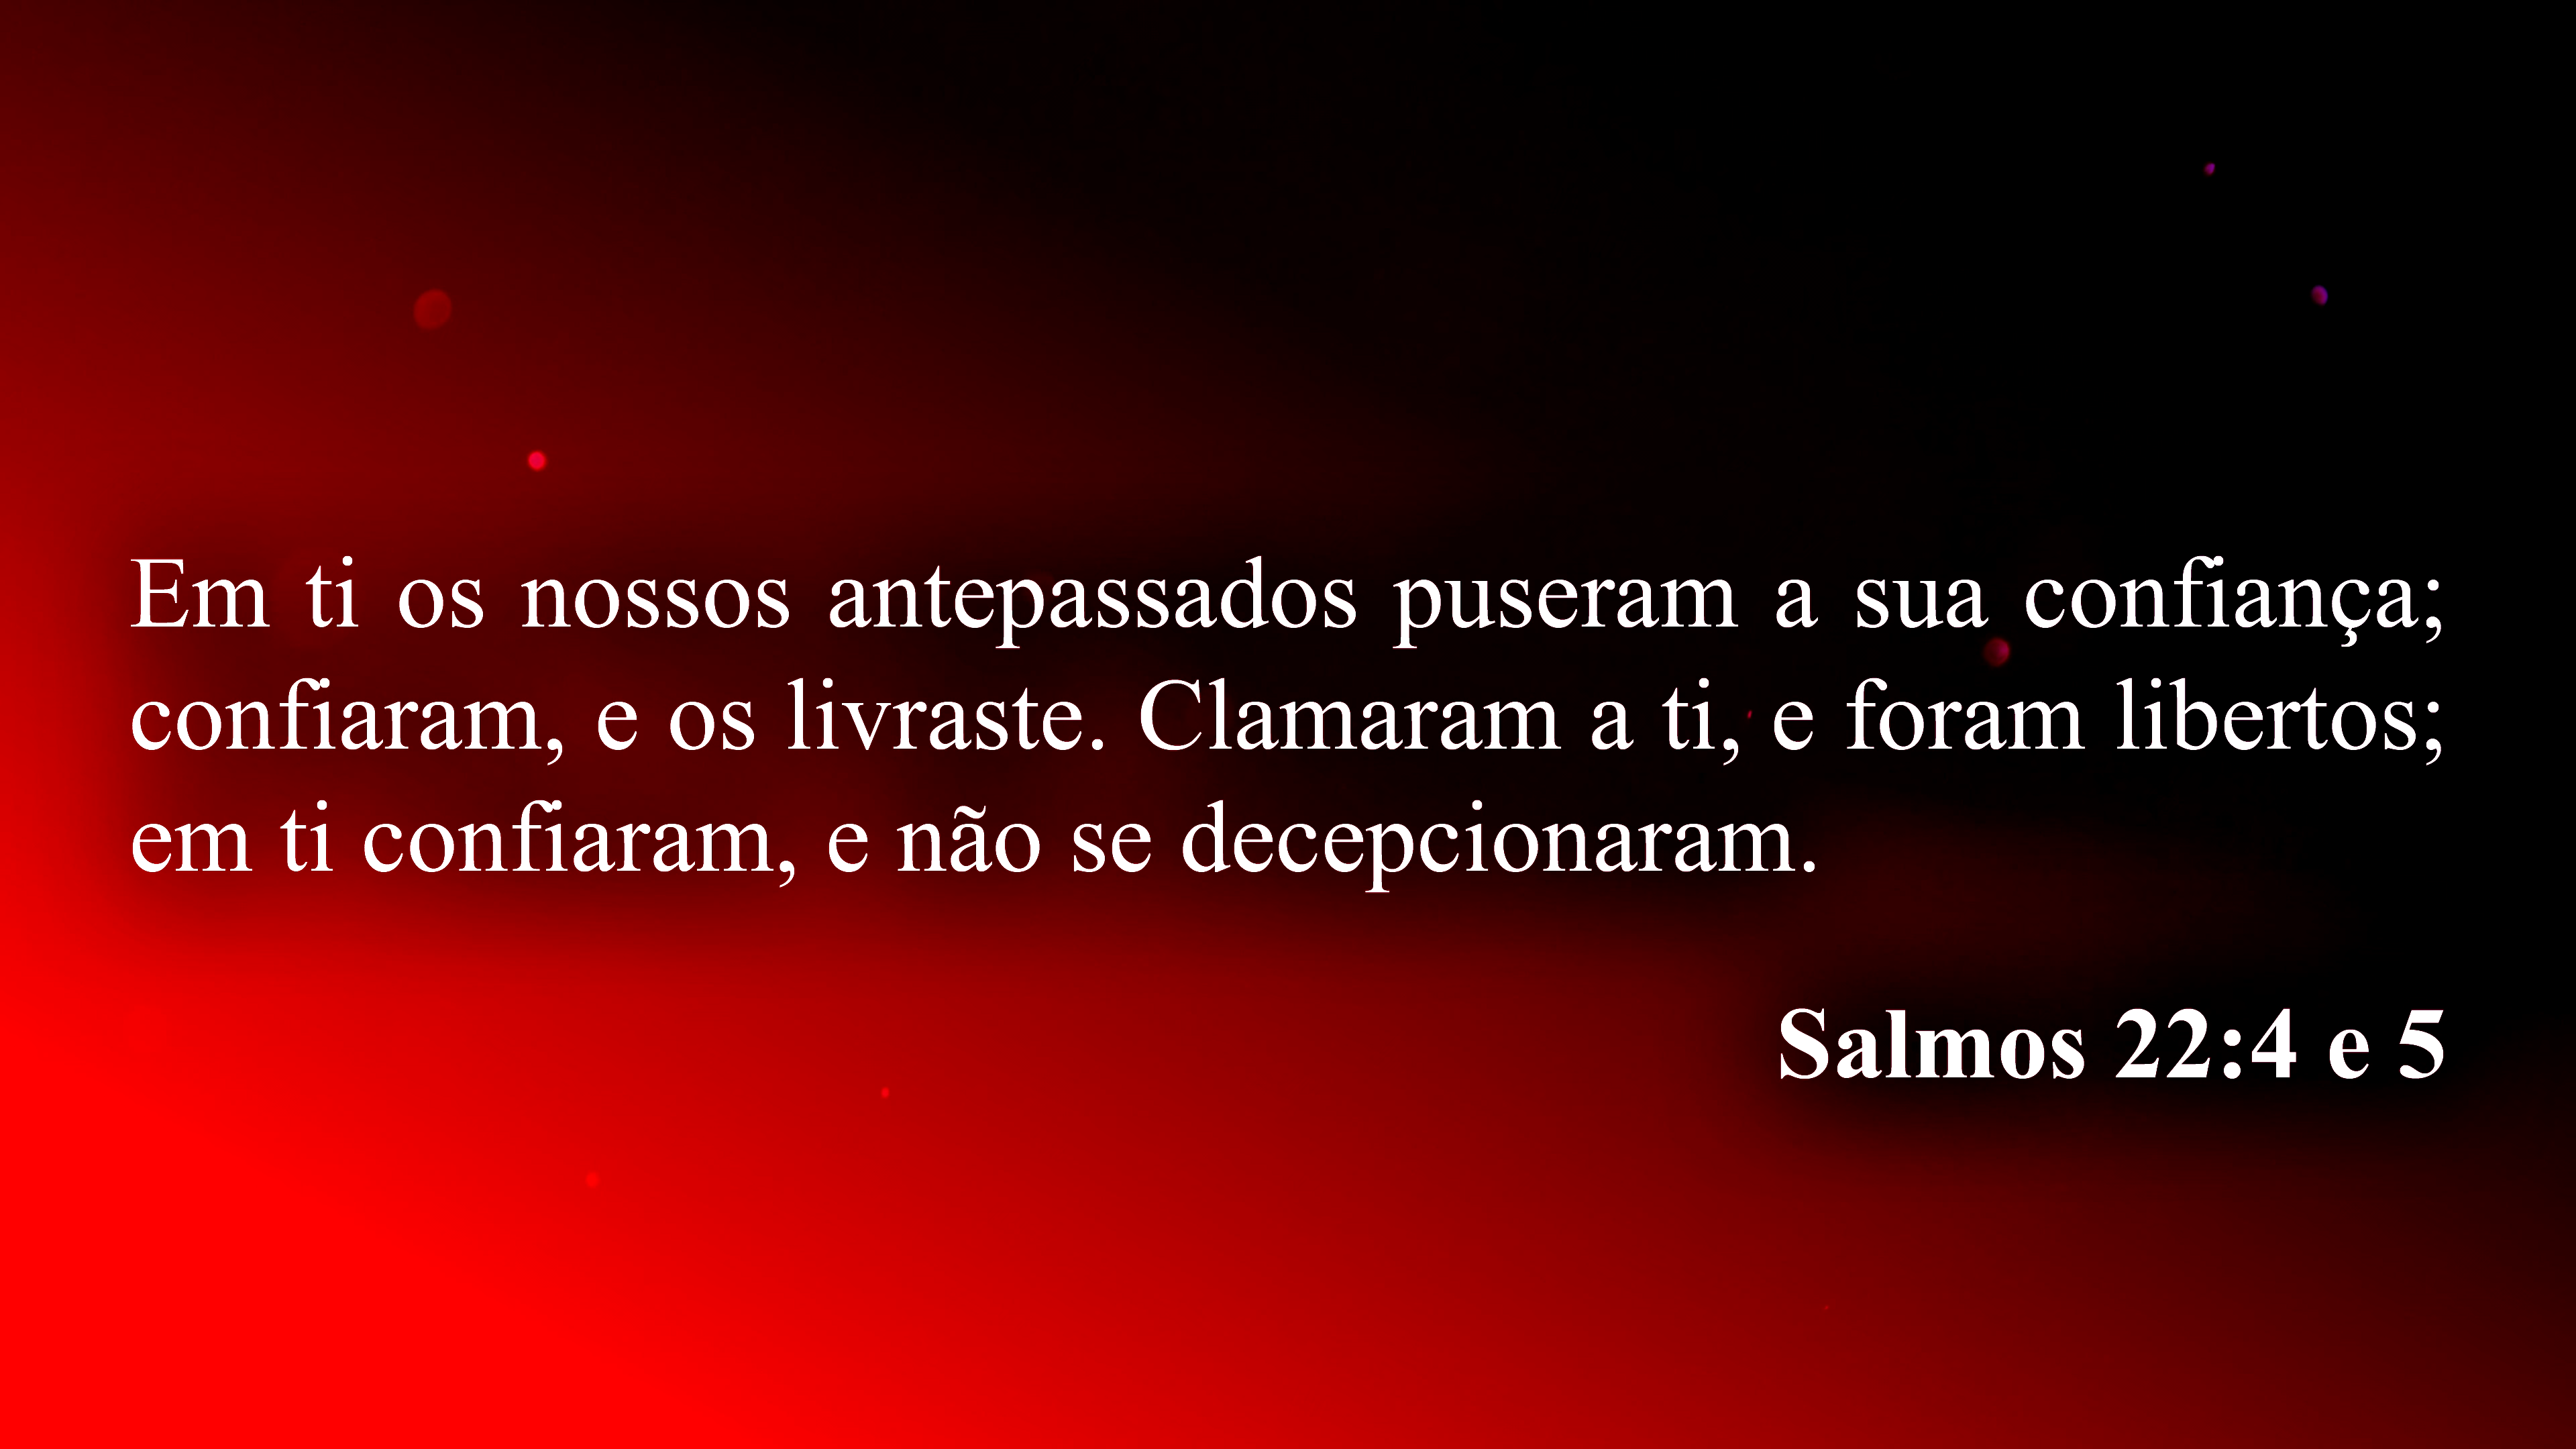 Em ti os nossos antepassados puseram a sua confiança;
confiaram, e os livraste. Clamaram a ti, e foram libertos;
em ti confiaram, e não se decepcionaram.
Salmos 22:4 e 5